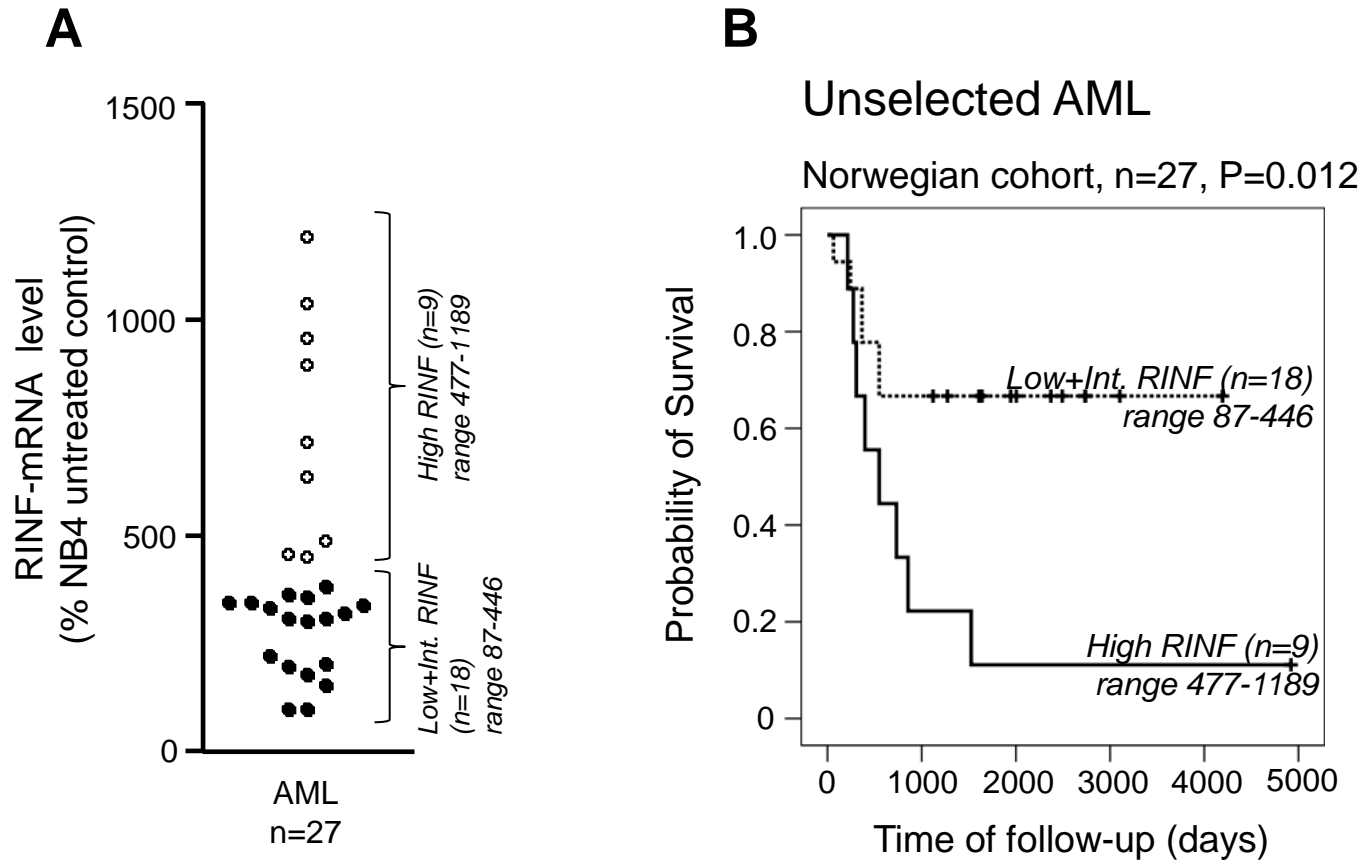 A
RINF-mRNA level
(% NB4 untreated control)
1500
1000
500
0
High RINF (n=9)
range 477-1189
Low+Int. RINF
(n=18)
range 87-446
AML
n=27
B
Unselected AML
Norwegian cohort, n=27, P=0.012
Probability of Survival
1.0
0.8
0.6
0.4
0.2
0
Low+Int. RINF (n=18)
range 87-446
High RINF (n=9)
range 477-1189
0 1000 2000 3000 4000 5000
Time of follow-up (days)